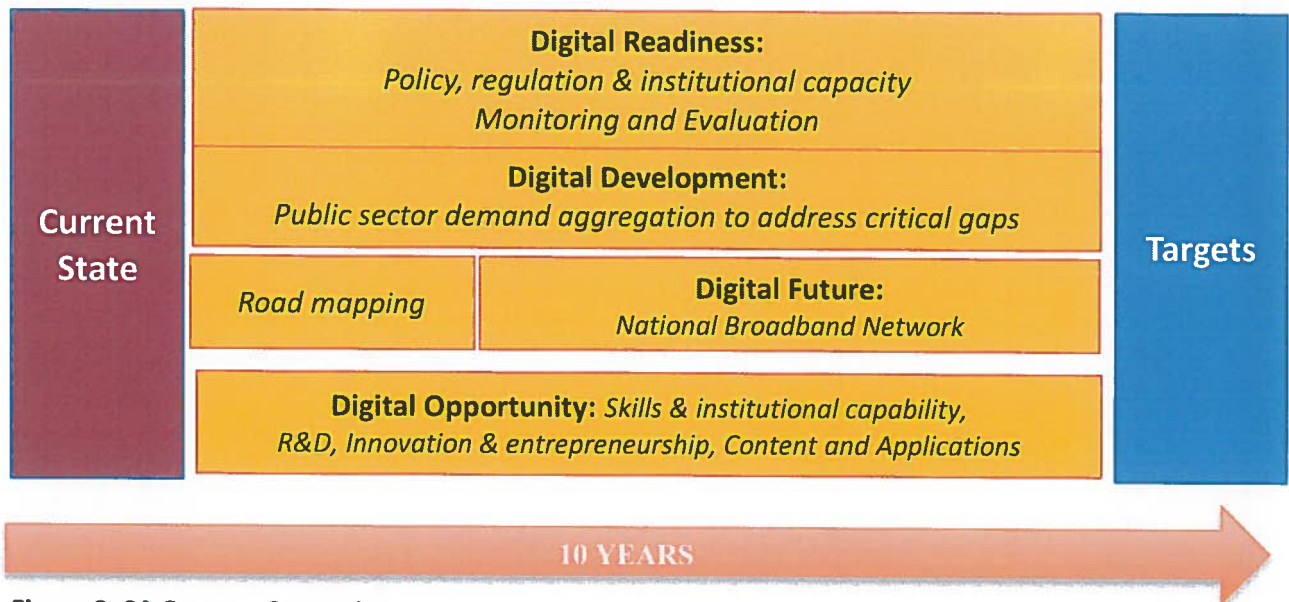 Digital Readiness:
Policy, regulation & institutional capacity
Monitoring and Evaluation
Digital Development:
Public sector demand aggregation to address critical gaps
Current
State
Targets
Road mapping
Digital Future:
National Broadband Network
Digital Opportunity: Skills & institutional capability,
R&D, Innovation & entrepreneurship, Content and Applications
10 YEARS